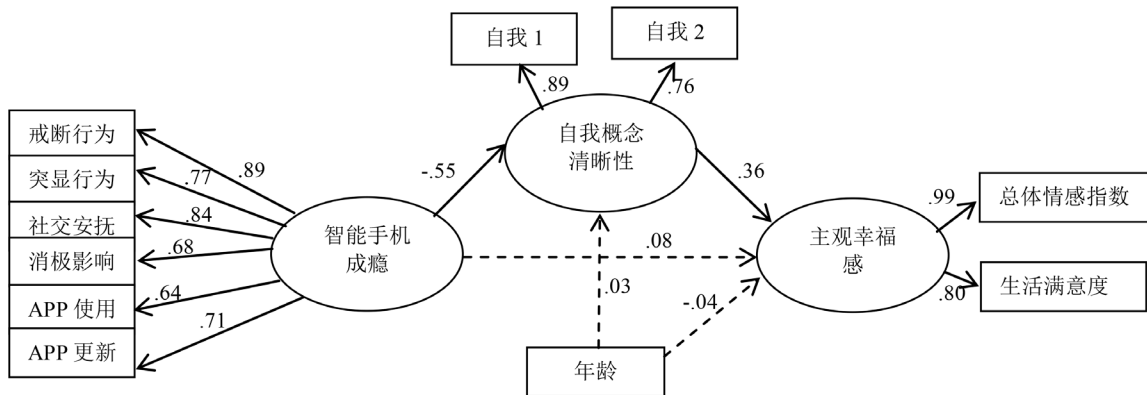 自我 1
自我 2
.89
.76
自我概念
清晰性
戒断行为
突显行为
社交安抚
消极影响
APP 使用
APP 更新
.89
.77
.84
.68
.64
.71
智能手机
成瘾
-.55
.36
.08
.03
-.04
主观幸福
感
.99
.80
总体情感指数
生活满意度
年龄